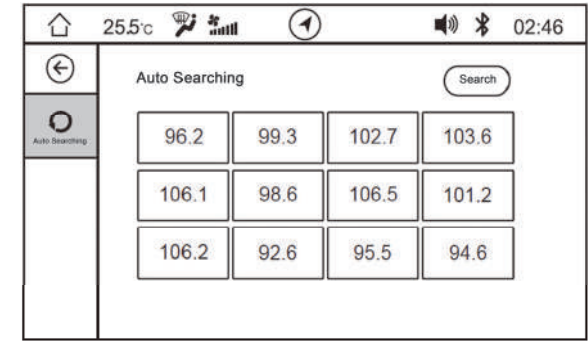 25.5°C 02:46
Auto Searching Search
Auto Searching
96.2 99.3 102.7 103.6
106.1 98.6 106.5 101.2
106.2 92.6 95.5 94.6